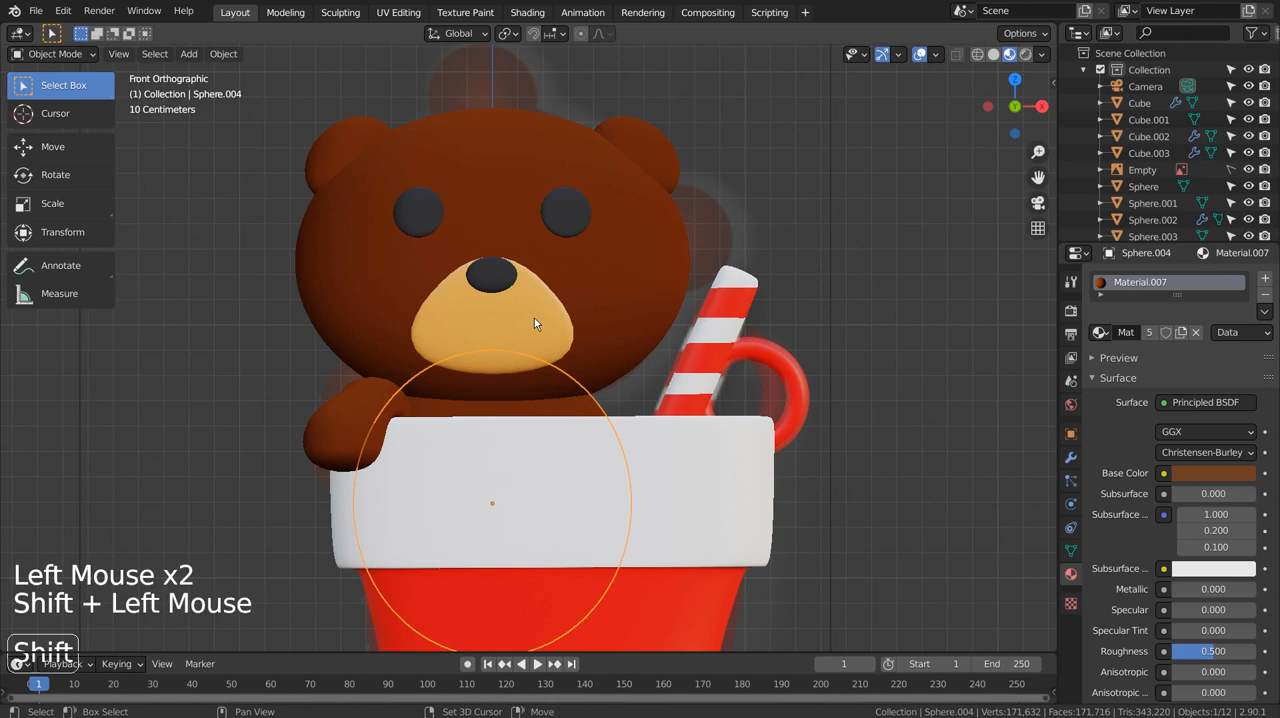 File Edit Render Window Help Layout Modeling Sculpting UV Editing Texture Paint Shading Animation Rendering Compositing Scripting + Scene View Layer
Global Options
Object Mode View Select Add Object
Select Box
Cursor
Move
Rotate
Scale
Transform
Annotate
Measure
Front Orthographic
(1) Collection | Sphere.004
10 Centimeters
Z
X
Y
Left Mouse x2
Shift + Left Mouse
Shift
Scene Collection
Collection
Camera
Cube
Cube.001
Cube.002
Cube.003
Empty
Sphere
Sphere.001
Sphere.002
Sphere.003
Sphere.004 Material.007
Material.007
Mat 5 Data
Preview
Surface
Surface Principled BSDF
GGX
Christensen-Burley
Base Color
Subsurface 0.000
Subsurface ... 1.000
0.200
0.100
Subsurface ...
Metallic 0.000
Specular 0.000
Specular Tint 0.000
Roughness 0.500
Anisotropic 0.000
Anisotropic ... 0.000
Playback Keying View Marker 1 Start 1 End 250
1 10 20 30 40 50 60 70 80 90 100 110 120 130 140 150 160 170 180 190 200 210 220 230 240 250
Select Box Select Pan View Set 3D Cursor Move Collection | Sphere.004 | Verts:171,632 | Faces:171,716 | Tris:343,220 | Objects:1/12 | 2.90.1